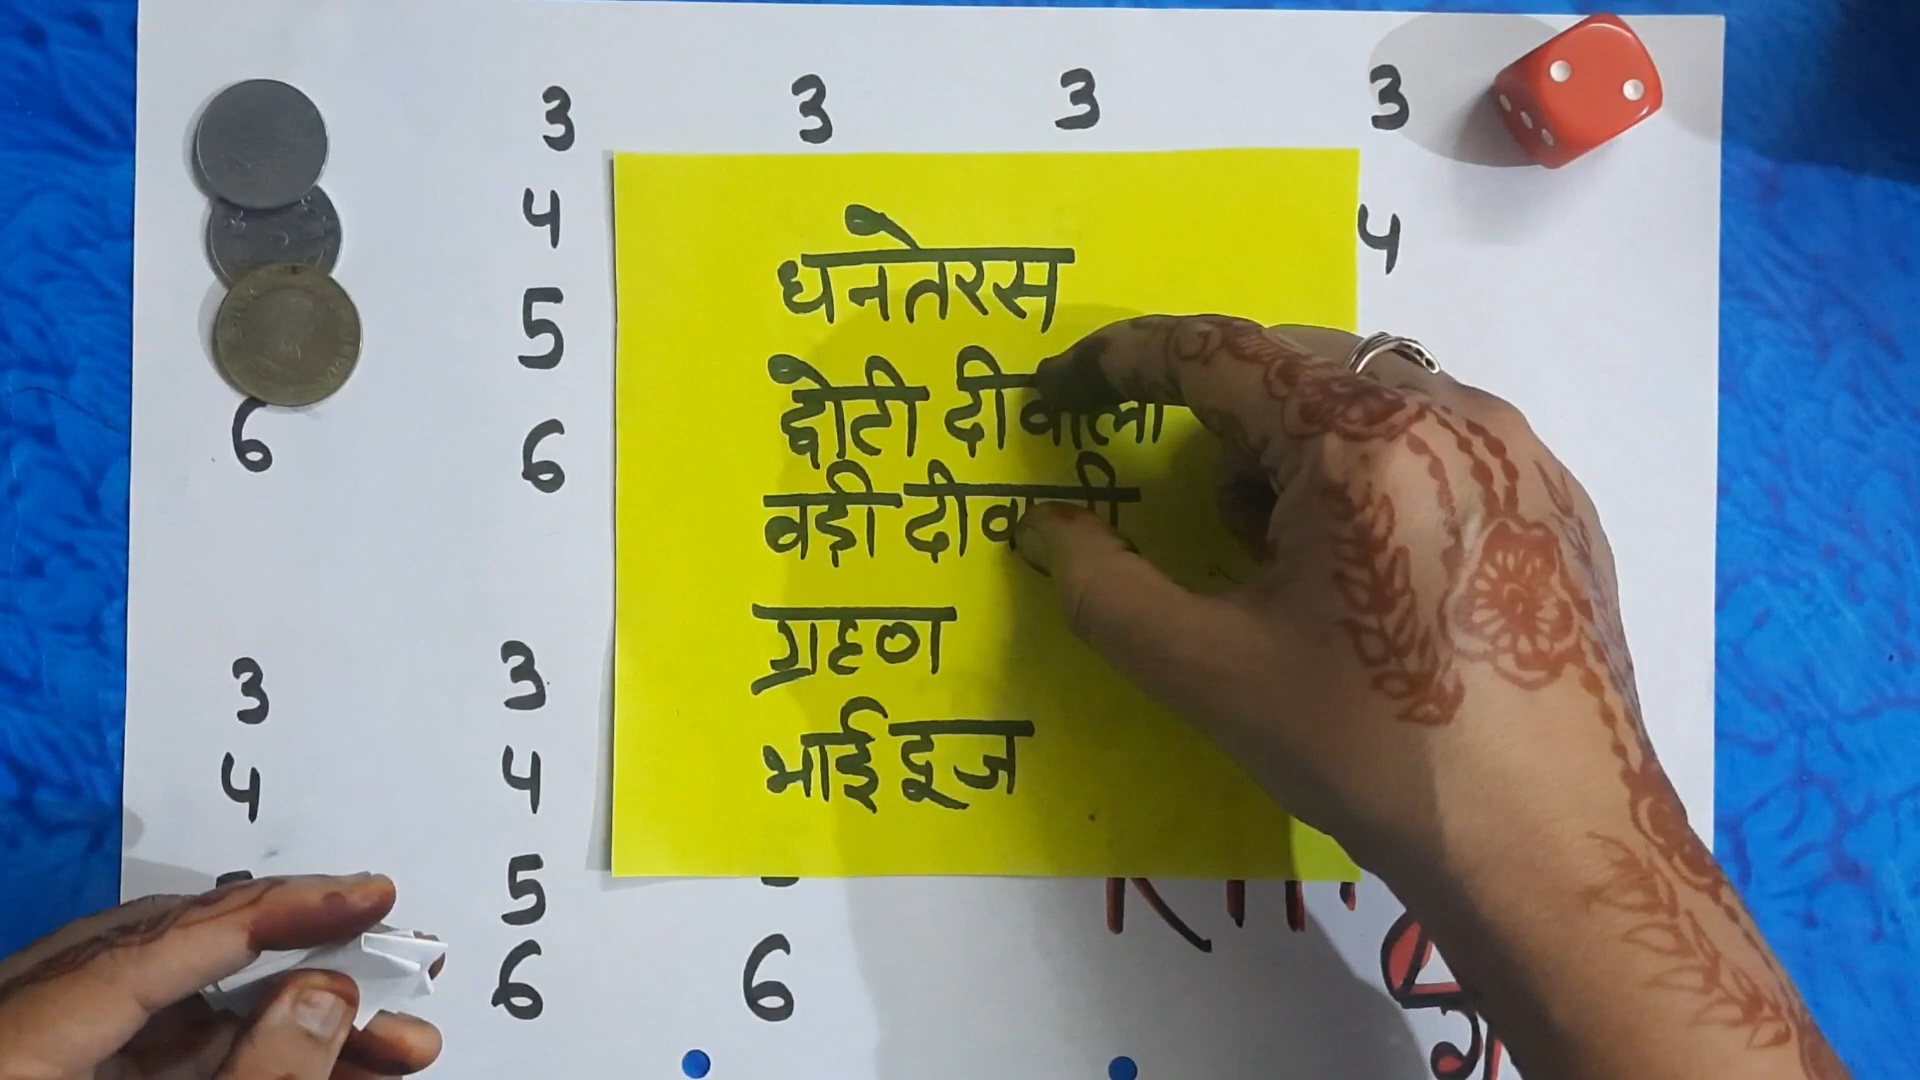 3 3 3 3
4 4
5
6 6
धनतेरस
छोटी दीवाली
बड़ी दीवाली
ग्रहण
भाई दूज
3 3
4 4
5
6 6